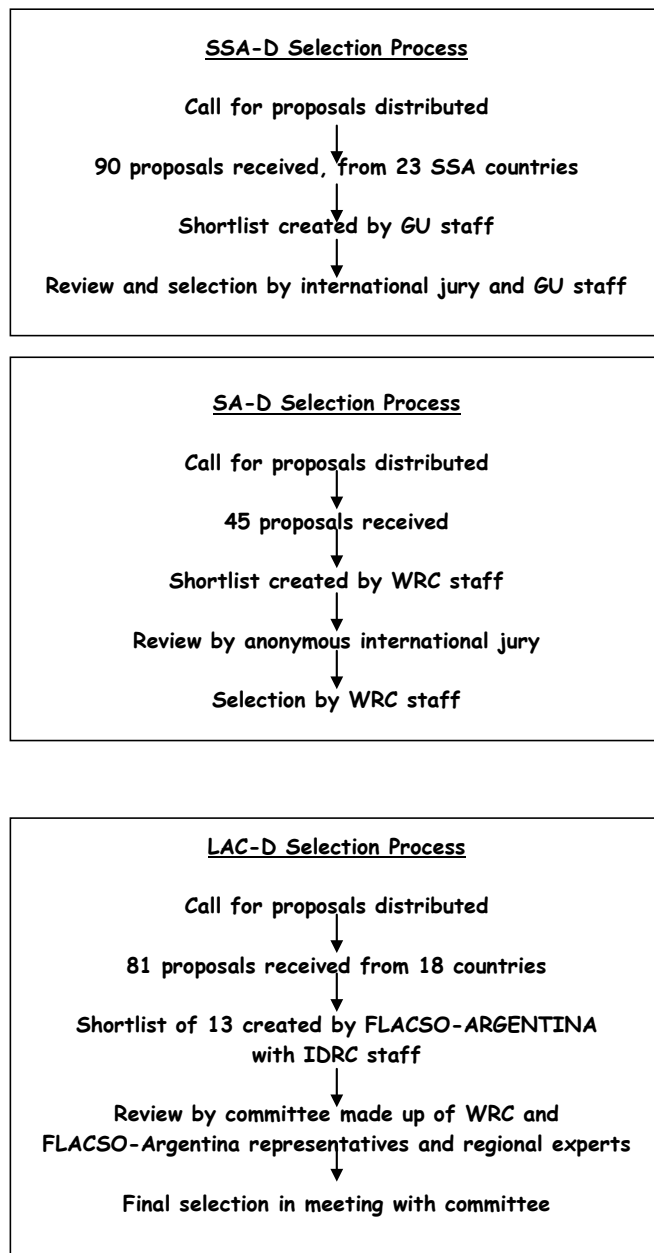 SSA-D Selection Process
Call for proposals distributed
90 proposals received, from 23 SSA countries
Shortlist created by GU staff
Review and selection by international jury and GU staff
SA-D Selection Process
Call for proposals distributed
45 proposals received
Shortlist created by WRC staff
Review by anonymous international jury
Selection by WRC staff
LAC-D Selection Process
Call for proposals distributed
81 proposals received from 18 countries
Shortlist of 13 created by FLACSO-ARGENTINA
with IDRC staff
Review by committee made up of WRC and
FLACSO-Argentina representatives and regional experts
Final selection in meeting with committee